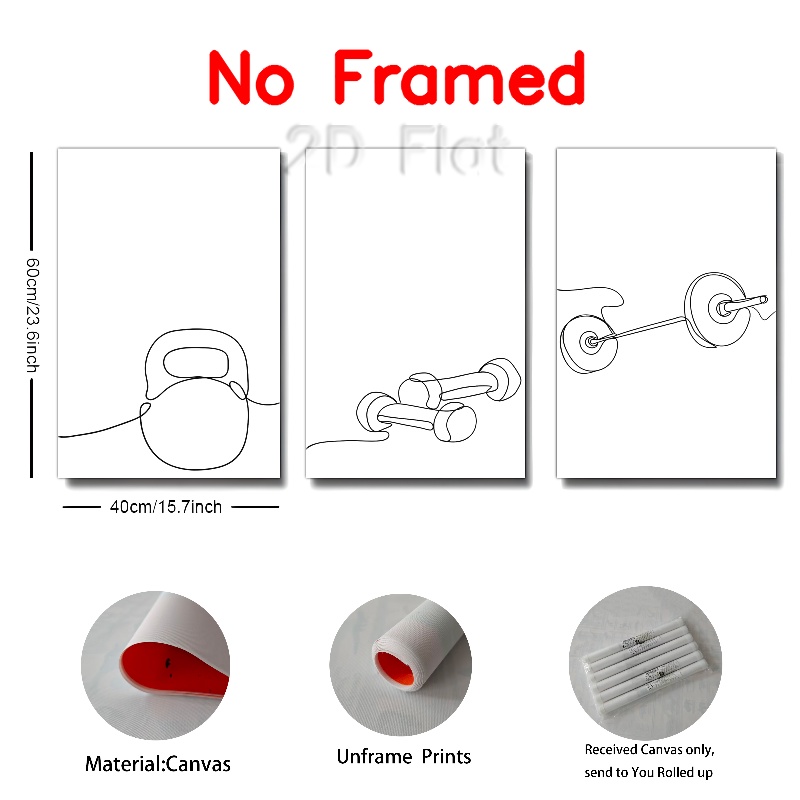 No Framed
2D Flat
60cm/23.6inch
40cm/15.7inch
Material:Canvas
Unframe Prints
Received Canvas only,
send to You Rolled up